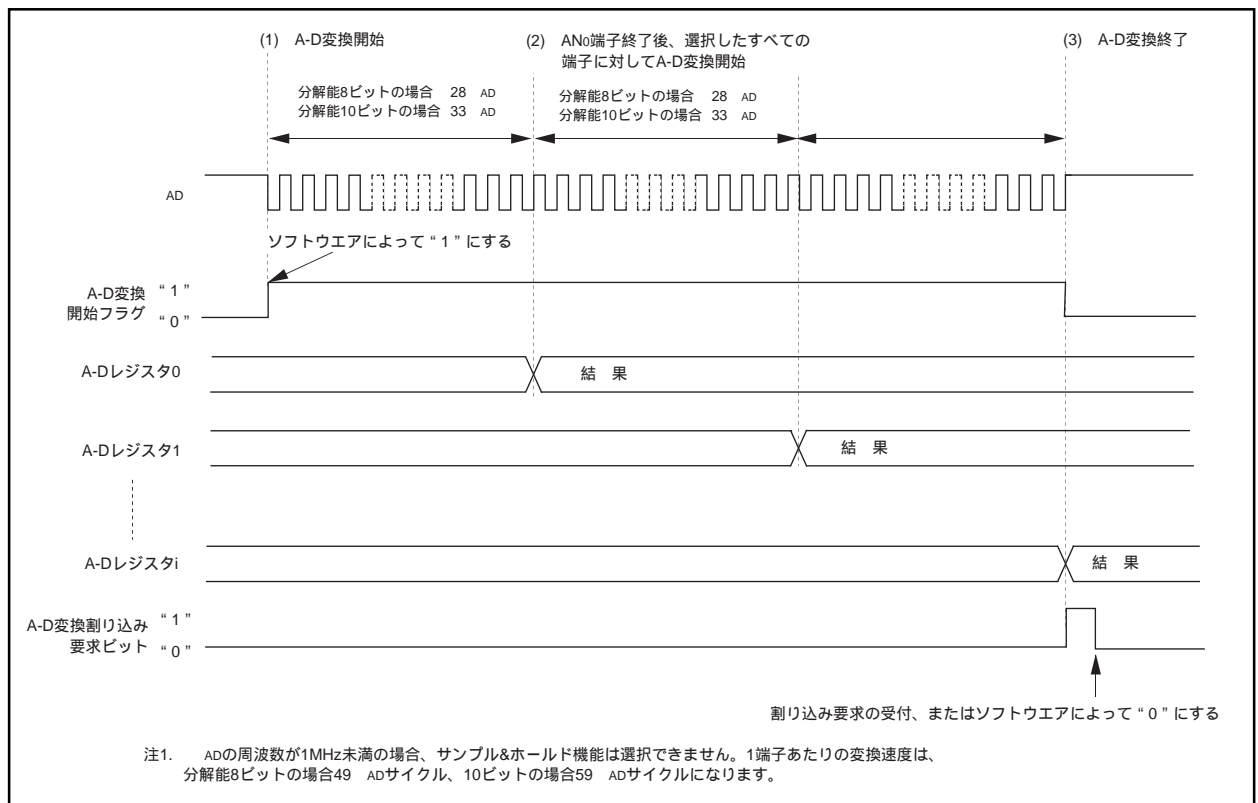 (1) A-D変換開始
(2) AN0端子終了後、選択したすべての
端子に対してA-D変換開始
(3) A-D変換終了
分解能8ビットの場合 28 AD
分解能10ビットの場合 33 AD
分解能8ビットの場合 28 AD
分解能10ビットの場合 33 AD
AD
ソフトウエアによって “ 1 ” にする
A-D変換 “ 1 ”
開始フラグ “ 0 ”
A-Dレジスタ0
結 果
A-Dレジスタ1
結 果
A-Dレジスタi
結 果
A-D変換割り込み “ 1 ”
要求ビット “ 0 ”
割り込み要求の受付、またはソフトウエアによって “ 0 ” にする
注1. ADの周波数が1MHz未満の場合、サンプル&ホールド機能は選択できません。1端子あたりの変換速度は、
分解能8ビットの場合49 ADサイクル、10ビットの場合59 ADサイクルになります。